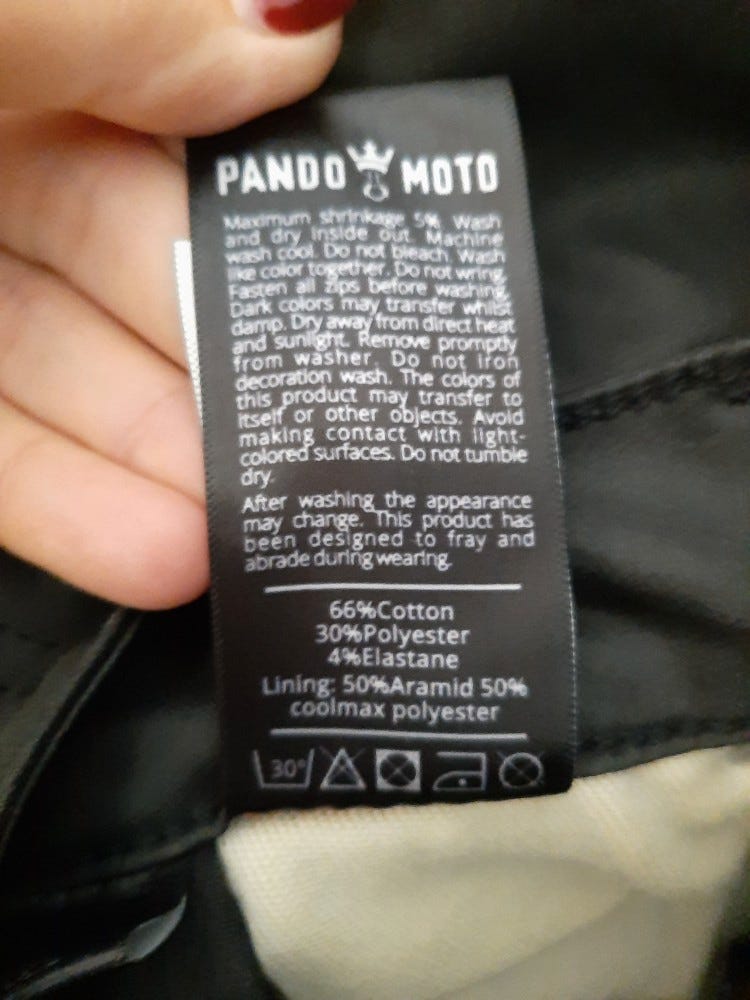 PANDO MOTO
Maximum shrinkage 5%. Wash
and dry inside out. Machine
wash cool. Do not bleach. Wash
like color together. Do not wring.
Fasten all zips before washing.
Dark colors may transfer whilst
damp. Dry away from direct heat
and sunlight. Remove promptly
from washer. Do not iron
decoration wash. The colors of
this product may transfer to
itself or other objects. Avoid
making contact with light-
colored surfaces. Do not tumble
dry.
After washing the appearance
may change. This product has
been designed to fray and
abrade during wearing.
66%Cotton
30%Polyester
4%Elastane
Lining: 50%Aramid 50%
coolmax polyester
30°